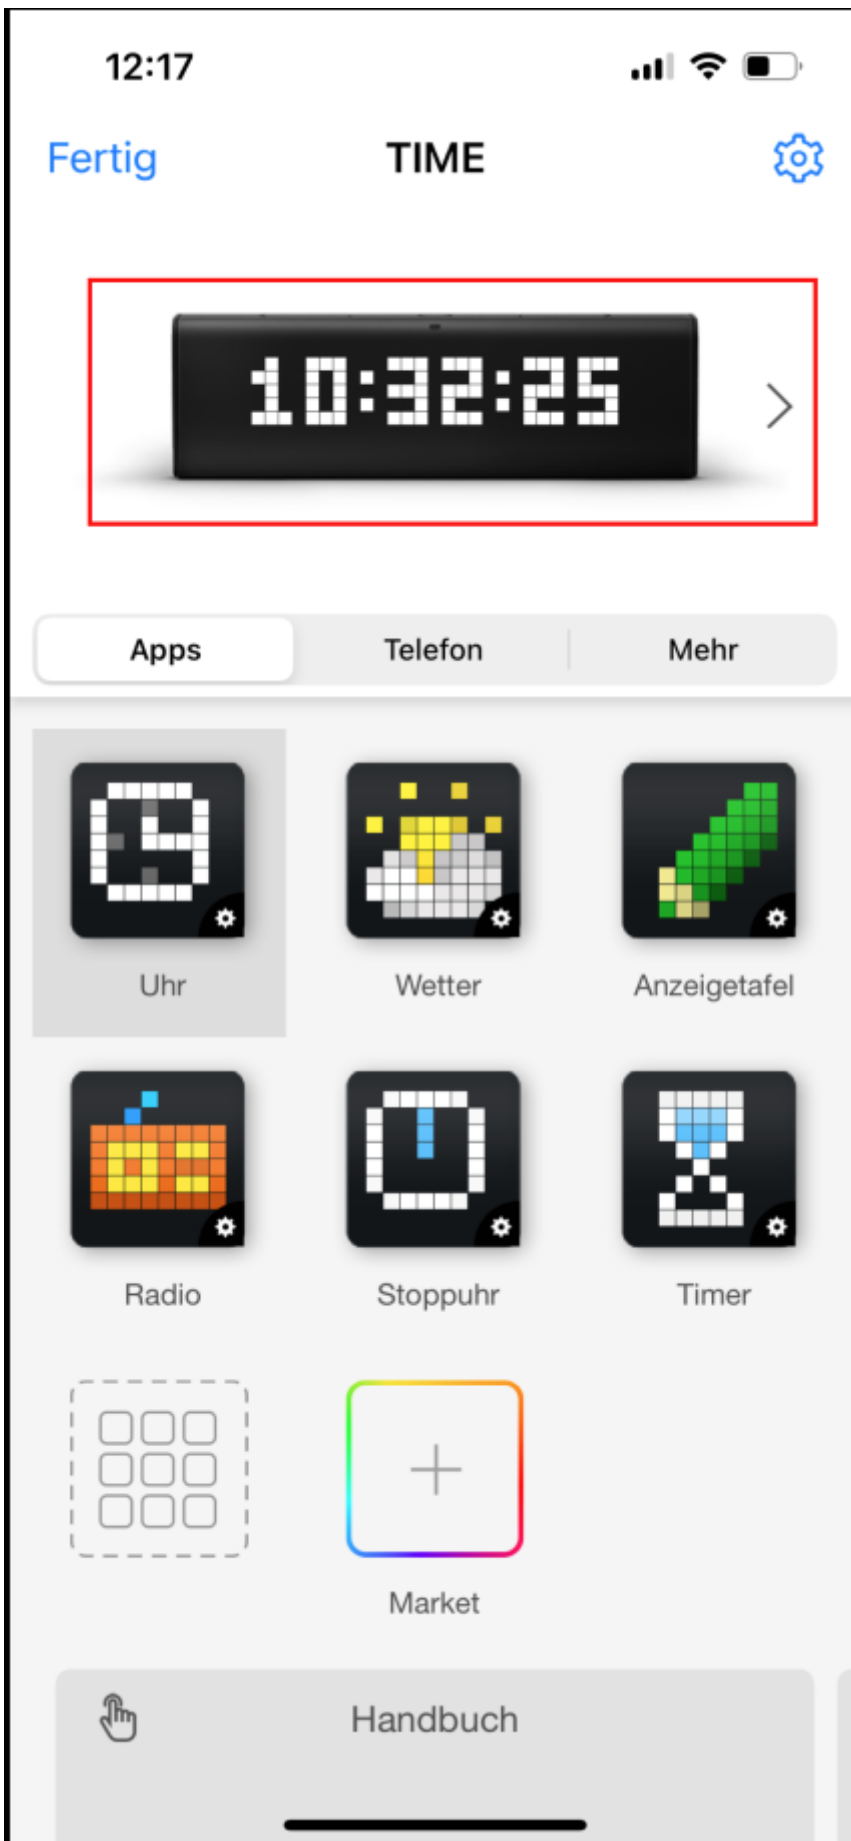 12:17
Fertig TIME
10:32:25
Apps Telefon Mehr
Uhr Wetter Anzeigetafel
Radio Stoppuhr Timer
Market
Handbuch